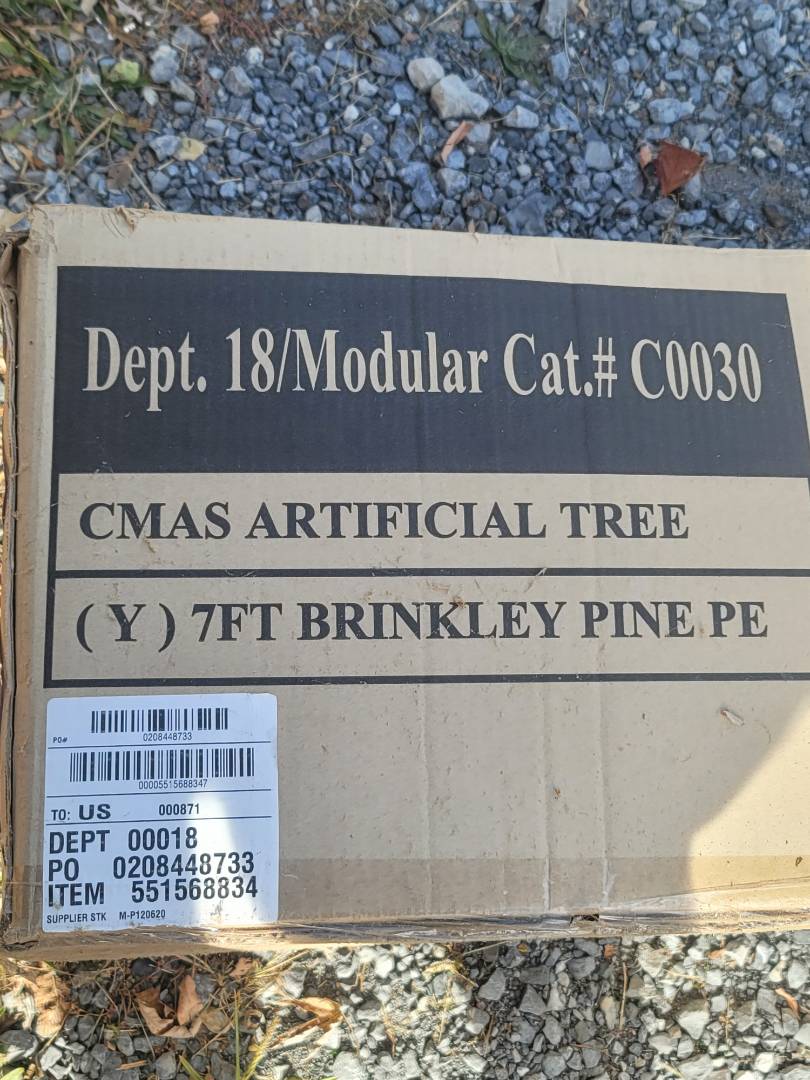 Dept. 18/Modular Cat.# C0030
CMAS ARTIFICIAL TREE
( Y ) 7FT BRINKLEY PINE PE
PO# 0208448733
00005515688347
TO: US 000871
DEPT 00018
PO 0208448733
ITEM 551568834
SUPPLIER STK M-P120620